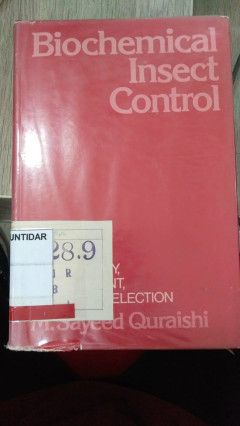 Biochemical
Insect
Control
UNTIDAR
28.9
R
B
Y,
NT,
ELECTION
M. Sayeed Quraishi